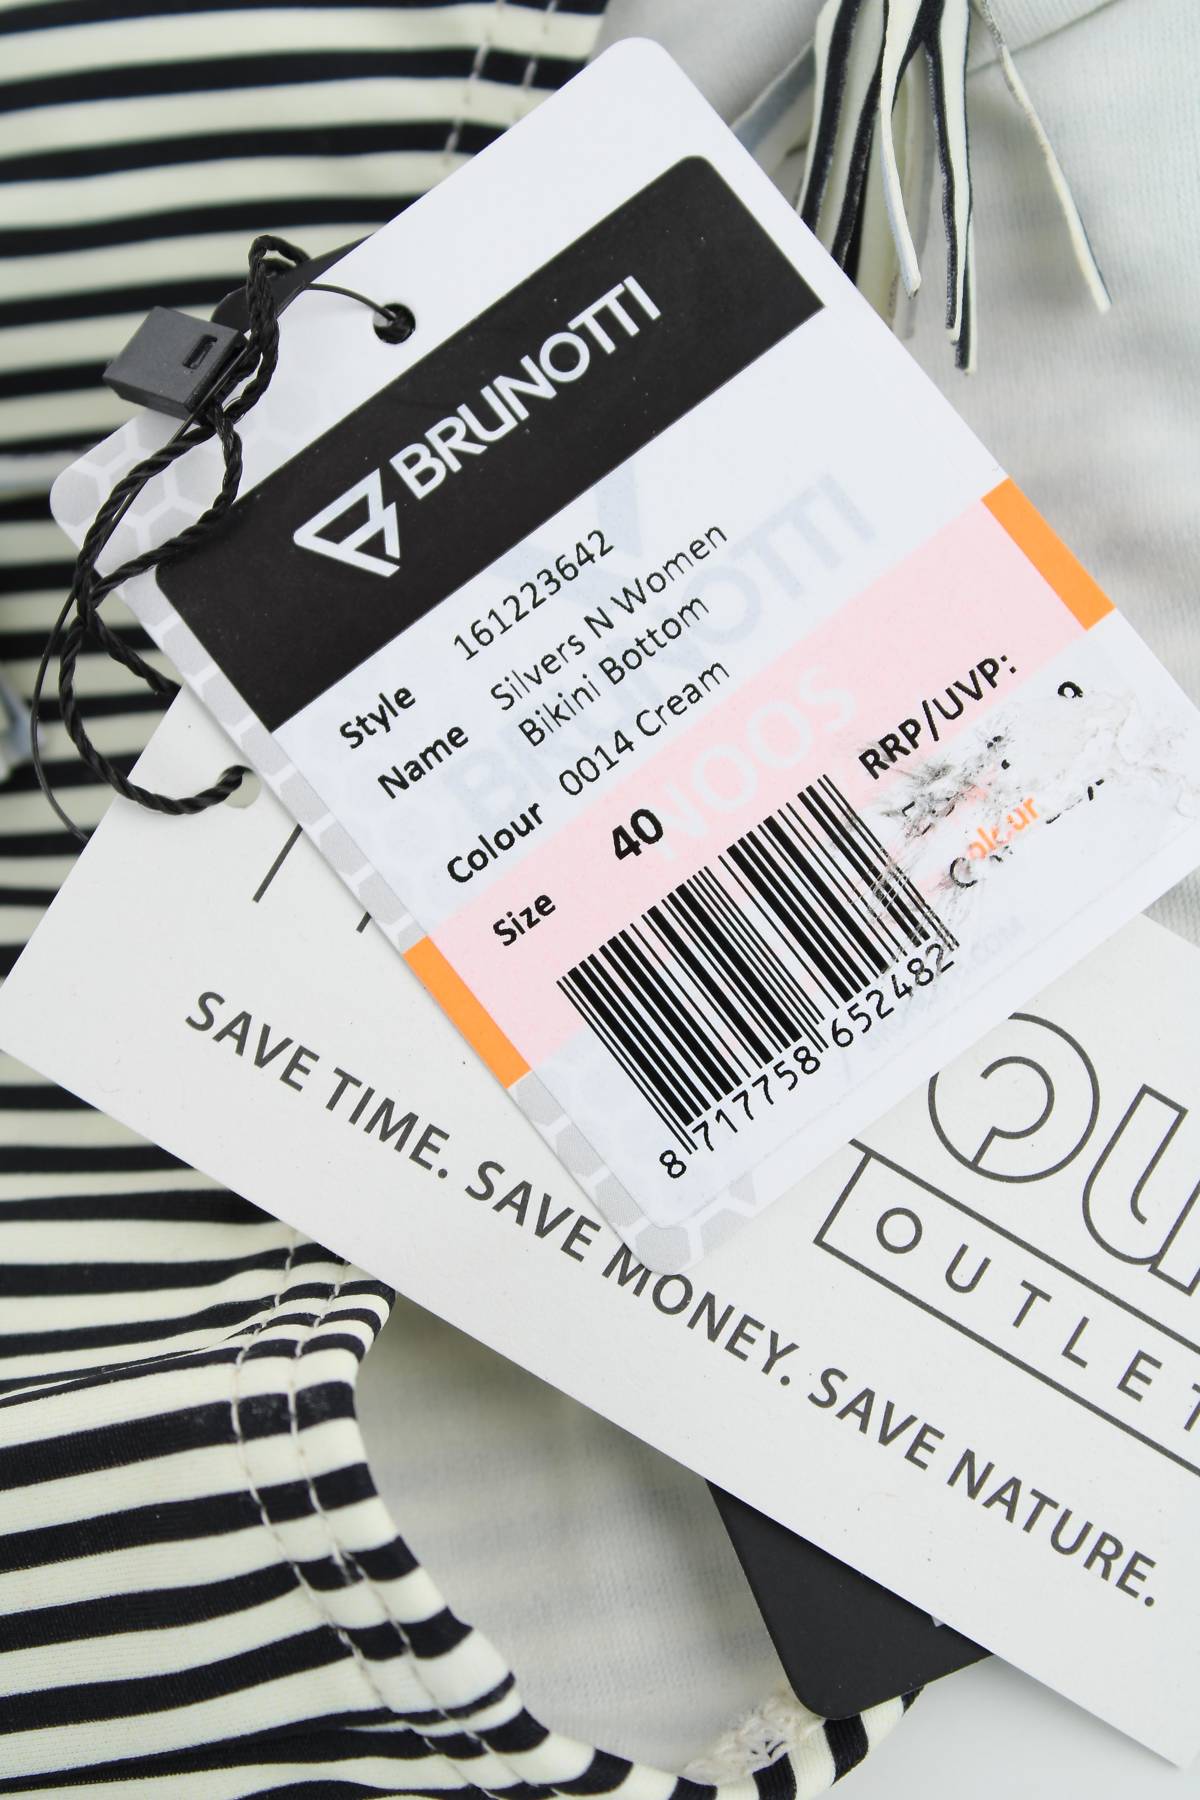 BRUNOTTI
Style 161223642
Name Silvers N Women
Bikini Bottom
Colour 0014 Cream
Size 40
RRP/UVP:
8 717758 652482
BRUNOTTI
NOOS
OUTLET
SAVE TIME. SAVE MONEY. SAVE NATURE.